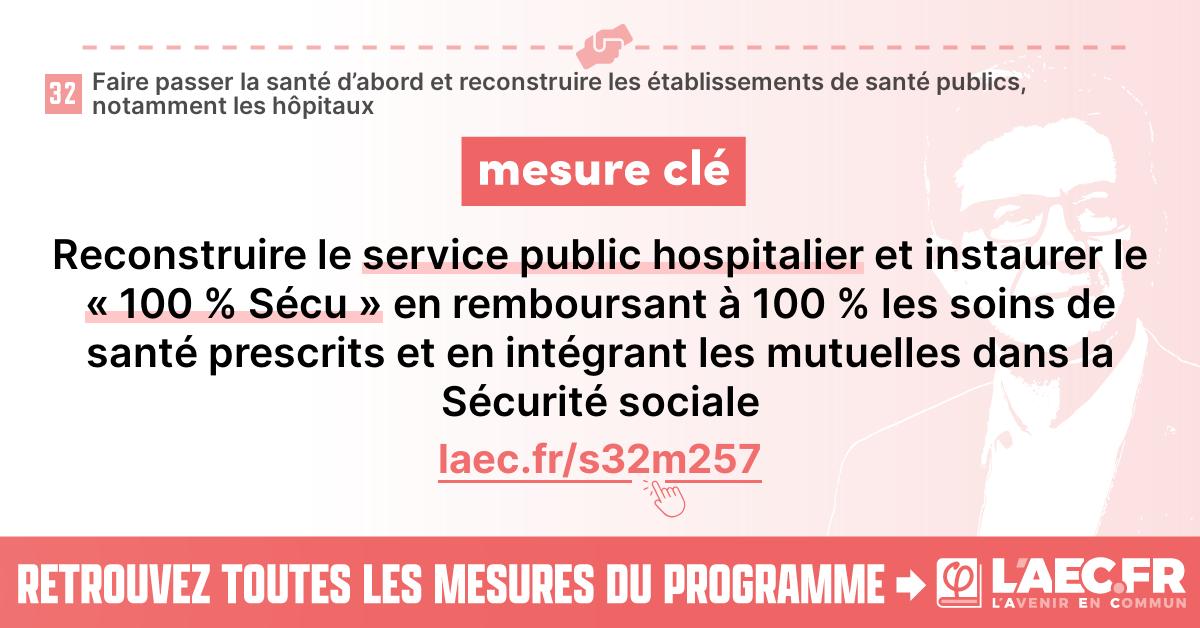 32
Faire passer la santé d’abord et reconstruire les établissements de santé publics,
notamment les hôpitaux
mesure clé
Reconstruire le service public hospitalier et instaurer le
« 100 % Sécu » en remboursant à 100 % les soins de
santé prescrits et en intégrant les mutuelles dans la
Sécurité sociale
laec.fr/s32m257
RETROUVEZ TOUTES LES MESURES DU PROGRAMME
L'AEC.FR
L'AVENIR EN COMMUN